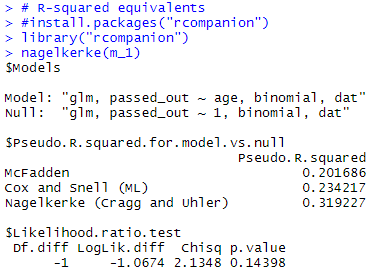 > # R-squared equivalents
> #install.packages("rcompanion")
> library("rcompanion")
> nagelkerke(m_1)
$Models

Model: "glm, passed_out ~ age, binomial, dat"
Null:  "glm, passed_out ~ 1, binomial, dat"

$Pseudo.R.squared.for.model.vs.null
                             Pseudo.R.squared
McFadden                             0.201686
Cox and Snell (ML)                   0.234217
Nagelkerke (Cragg and Uhler)         0.319227

$Likelihood.ratio.test
 Df.diff LogLik.diff  Chisq p.value
      -1     -1.0674 2.1348 0.14398